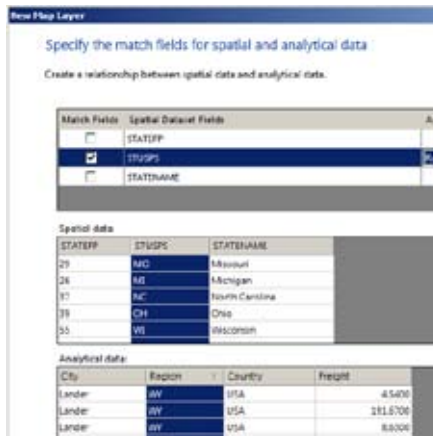 New Map Layer
Specify the match fields for spatial and analytical data
Create a relationship between spatial data and analytical data.
Match Fields Spatial Dataset Fields A
STATEFP
STUSPS
STATENAME
Spatial data:
STATEFP STUSPS STATENAME
29 MO Missouri
26 MI Michigan
37 NC North Carolina
39 OH Ohio
55 WI Wisconsin
Analytical data:
City Region Country Freight
Lander WY USA 4.5400
Lander WY USA 191.6700
Lander WY USA 8.6300